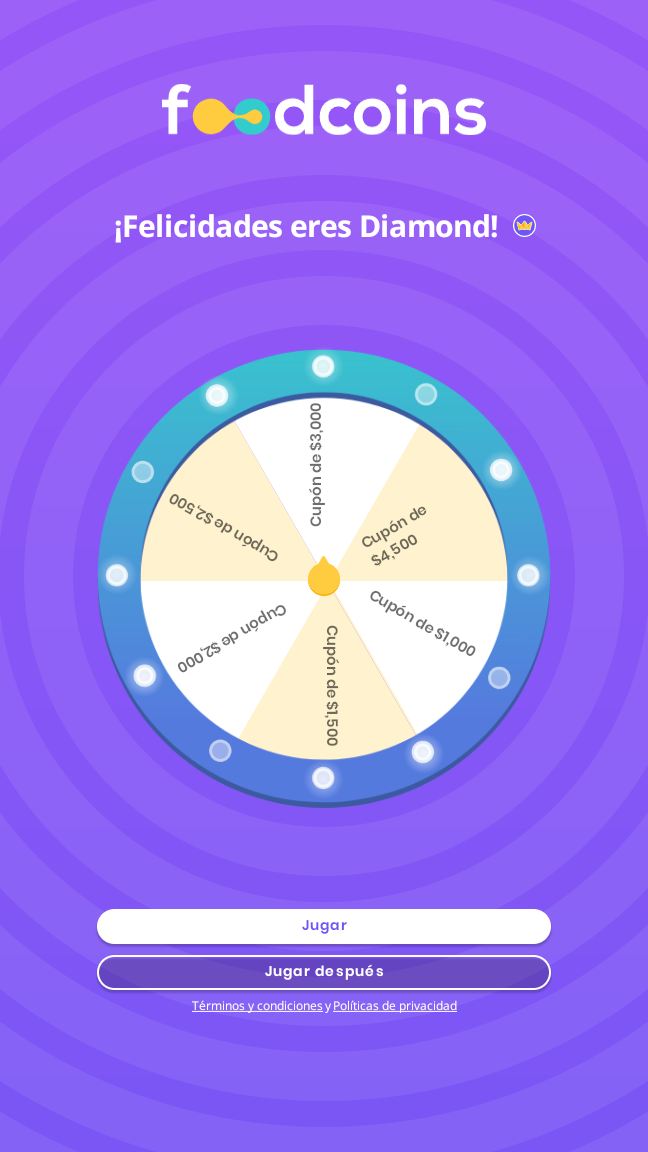 foodcoins
¡Felicidades eres Diamond!
Cupón de $3,000
Cupón de
$4,500
Cupón de $1,000
Cupón de $1,500
Cupón de $2,000
Cupón de $2,500
Jugar
Jugar después
Términos y condiciones y Políticas de privacidad